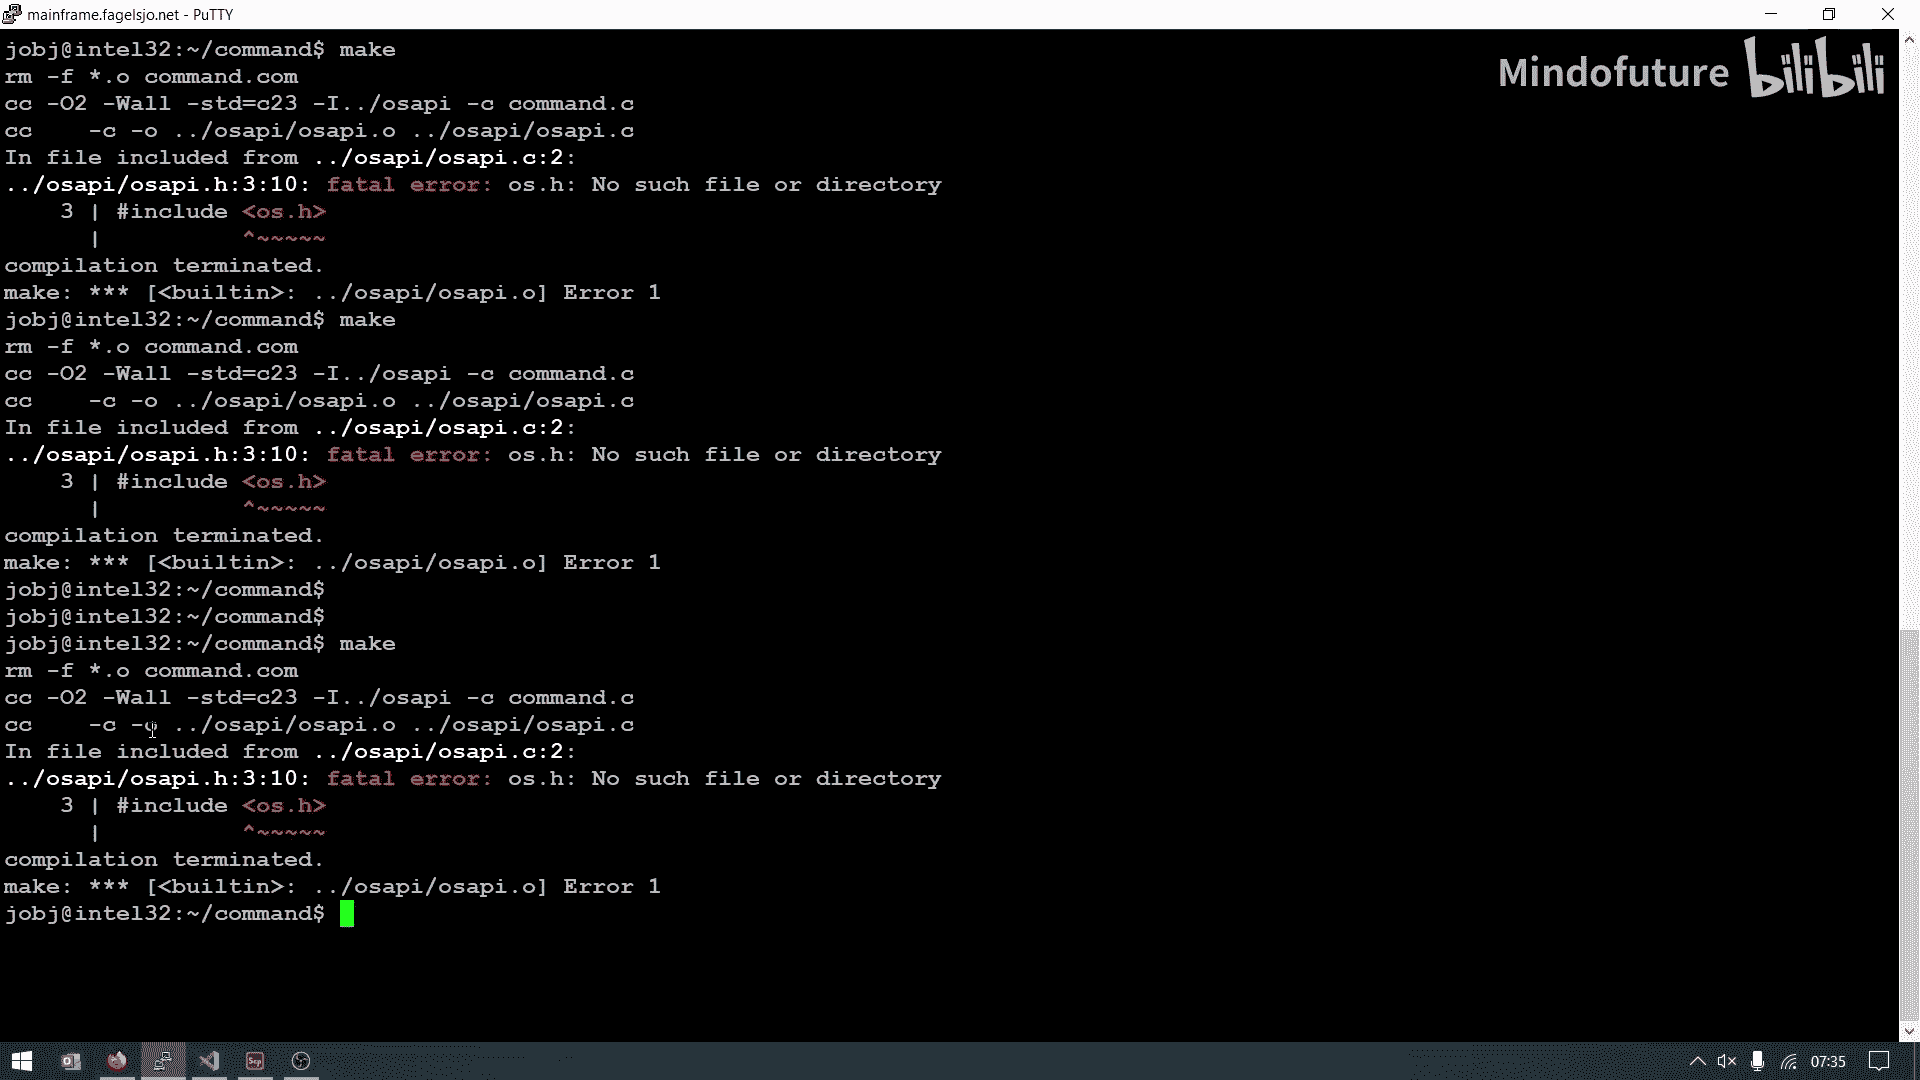 mainframe.fagelsjo.net - PuTTY
jobj@intel32:~/command$ make
rm -f *.o command.com
cc -O2 -Wall -std=c23 -I../osapi -c command.c
cc    -c -o ../osapi/osapi.o ../osapi/osapi.c
In file included from ../osapi/osapi.c:2:
../osapi/osapi.h:3:10: fatal error: os.h: No such file or directory
    3 | #include <os.h>
      |          ^~~~~~
compilation terminated.
make: *** [<builtin>: ../osapi/osapi.o] Error 1
jobj@intel32:~/command$ make
rm -f *.o command.com
cc -O2 -Wall -std=c23 -I../osapi -c command.c
cc    -c -o ../osapi/osapi.o ../osapi/osapi.c
In file included from ../osapi/osapi.c:2:
../osapi/osapi.h:3:10: fatal error: os.h: No such file or directory
    3 | #include <os.h>
      |          ^~~~~~
compilation terminated.
make: *** [<builtin>: ../osapi/osapi.o] Error 1
jobj@intel32:~/command$
jobj@intel32:~/command$
jobj@intel32:~/command$ make
rm -f *.o command.com
cc -O2 -Wall -std=c23 -I../osapi -c command.c
cc    -c -o ../osapi/osapi.o ../osapi/osapi.c
In file included from ../osapi/osapi.c:2:
../osapi/osapi.h:3:10: fatal error: os.h: No such file or directory
    3 | #include <os.h>
      |          ^~~~~~
compilation terminated.
make: *** [<builtin>: ../osapi/osapi.o] Error 1
jobj@intel32:~/command$
Mindofuture bilibili
07:35